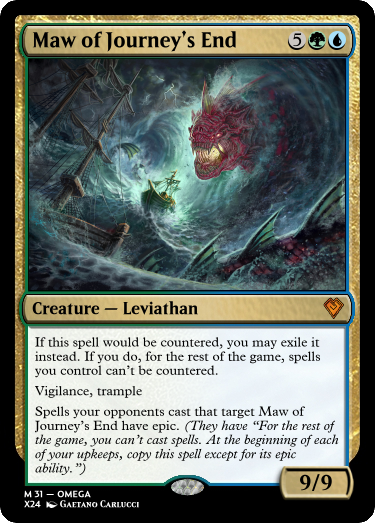 Maw of Journey's End 5
Creature — Leviathan
If this spell would be countered, you may exile it
instead. If you do, for the rest of the game, spells
you control can't be countered.
Vigilance, trample
Spells your opponents cast that target Maw of
Journey's End have epic. (They have “For the rest of
the game, you can't cast spells. At the beginning of each
of your upkeeps, copy this spell except for its epic
ability.”)
9/9
M 31 — OMEGA
X24 Gaetano Carlucci